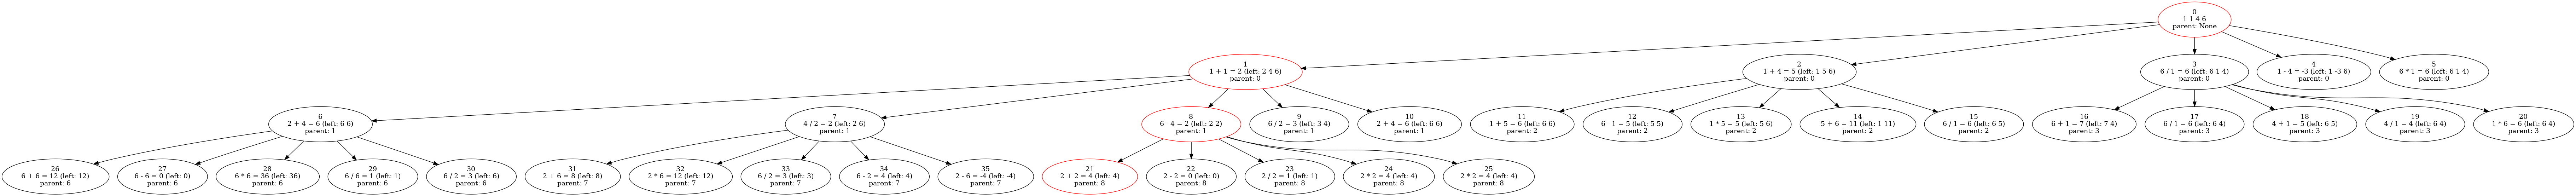 0
1 1 4 6
parent: None
1
1 + 1 = 2 (left: 2 4 6)
parent: 0
2
1 + 4 = 5 (left: 1 5 6)
parent: 0
3
6 / 1 = 6 (left: 6 1 4)
parent: 0
4
1 - 4 = -3 (left: 1 -3 6)
parent: 0
5
6 * 1 = 6 (left: 6 1 4)
parent: 0
6
2 + 4 = 6 (left: 6 6)
parent: 1
7
4 / 2 = 2 (left: 2 6)
parent: 1
8
6 - 4 = 2 (left: 2 2)
parent: 1
9
6 / 2 = 3 (left: 3 4)
parent: 1
10
2 + 4 = 6 (left: 6 6)
parent: 1
11
1 + 5 = 6 (left: 6 6)
parent: 2
12
6 - 1 = 5 (left: 5 5)
parent: 2
13
1 * 5 = 5 (left: 5 6)
parent: 2
14
5 + 6 = 11 (left: 1 11)
parent: 2
15
6 / 1 = 6 (left: 6 5)
parent: 2
16
6 + 1 = 7 (left: 7 4)
parent: 3
17
6 / 1 = 6 (left: 6 4)
parent: 3
18
4 + 1 = 5 (left: 6 5)
parent: 3
19
4 / 1 = 4 (left: 6 4)
parent: 3
20
1 * 6 = 6 (left: 6 4)
parent: 3
26
6 + 6 = 12 (left: 12)
parent: 6
27
6 - 6 = 0 (left: 0)
parent: 6
28
6 * 6 = 36 (left: 36)
parent: 6
29
6 / 6 = 1 (left: 1)
parent: 6
30
6 / 2 = 3 (left: 6)
parent: 6
31
2 + 6 = 8 (left: 8)
parent: 7
32
2 * 6 = 12 (left: 12)
parent: 7
33
6 / 2 = 3 (left: 3)
parent: 7
34
6 - 2 = 4 (left: 4)
parent: 7
35
2 - 6 = -4 (left: -4)
parent: 7
21
2 + 2 = 4 (left: 4)
parent: 8
22
2 - 2 = 0 (left: 0)
parent: 8
23
2 / 2 = 1 (left: 1)
parent: 8
24
2 * 2 = 4 (left: 4)
parent: 8
25
2 * 2 = 4 (left: 4)
parent: 8